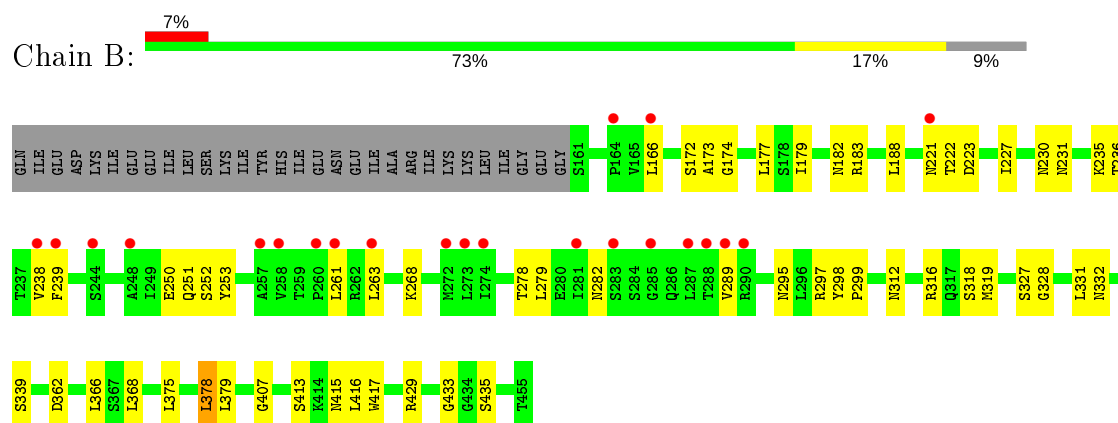 7%
Chain B:
73% 17% 9%
GLN ILE GLU ASP LYS ILE GLU GLU ILE LEU SER LYS ILE TYR HIS ILE GLU ASN GLU ILE ALA ARG ILE LYS LYS LEU ILE GLY GLU GLY S161 P164 V165 L166 S172 A173 G174 L177 S178 I179 N182 R183 L188 N221 T222 D223 I227 N230 N231 K235 T236
T237 V238 F239 S244 A248 I249 E250 Q251 S252 Y253 A257 V258 T259 P260 L261 R262 L263 K268 M272 L273 I274 T278 L279 E280 I281 N282 S283 S284 G285 Q286 L287 T288 V289 R290 N295 L296 R297 Y298 P299 N312 R316 Q317 S318 M319 S327 G328 L331 N332
S339 D362 L366 S367 L368 L375 L378 L379 G407 S413 K414 N415 L416 W417 R429 G433 G434 S435 T455